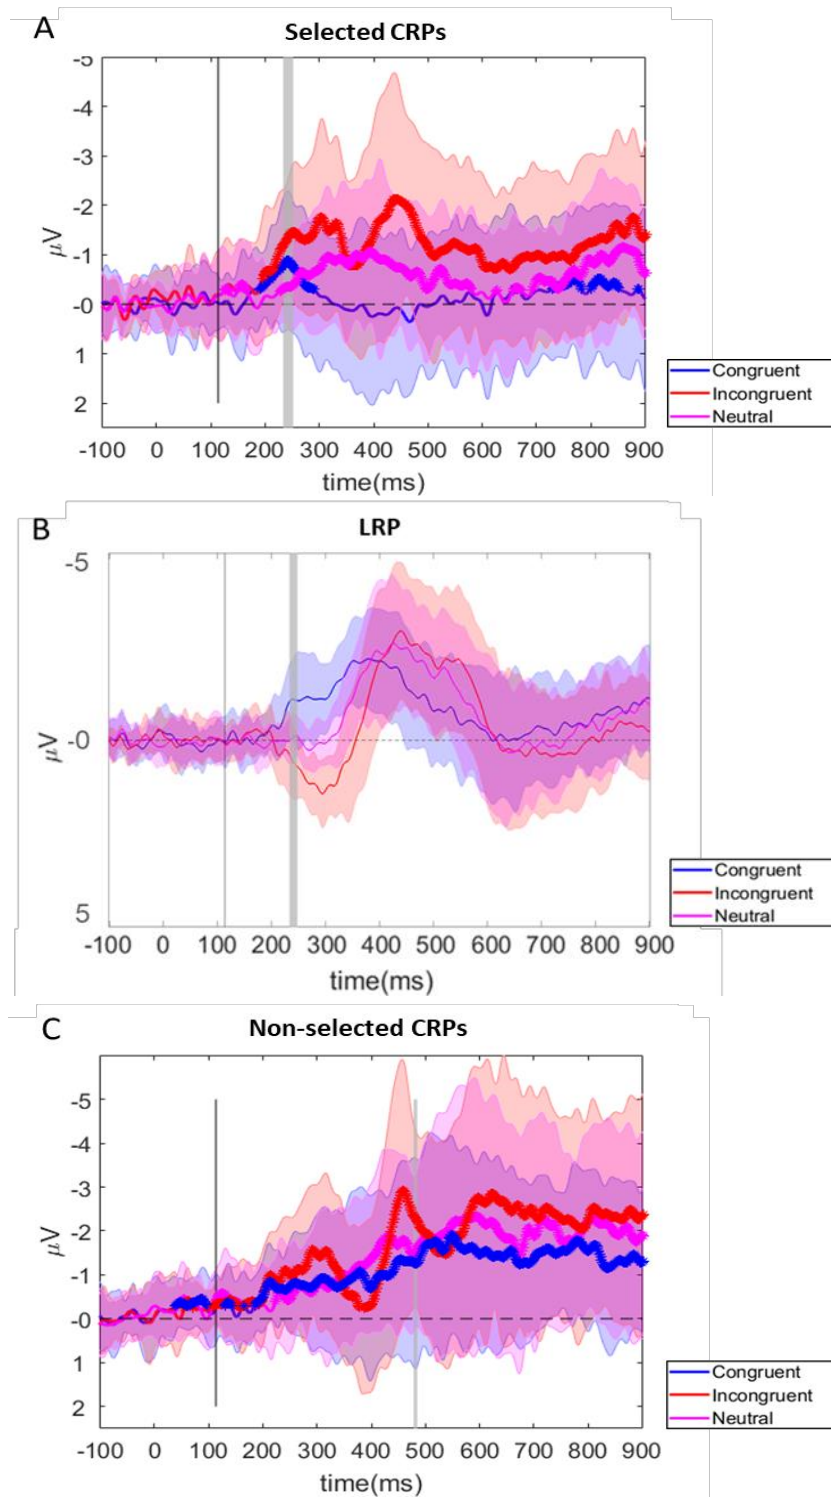 A
Selected CRPs
-5
-4
-3
-2
-1
-0
1
2
µV
-100 0 100 200 300 400 500 600 700 800 900
time(ms)
Congruent
Incongruent
Neutral
B
LRP
-5
-0
5
µV
-100 0 100 200 300 400 500 600 700 800 900
time(ms)
Congruent
Incongruent
Neutral
C
Non-selected CRPs
-5
-4
-3
-2
-1
-0
1
2
µV
-100 0 100 200 300 400 500 600 700 800 900
time(ms)
Congruent
Incongruent
Neutral